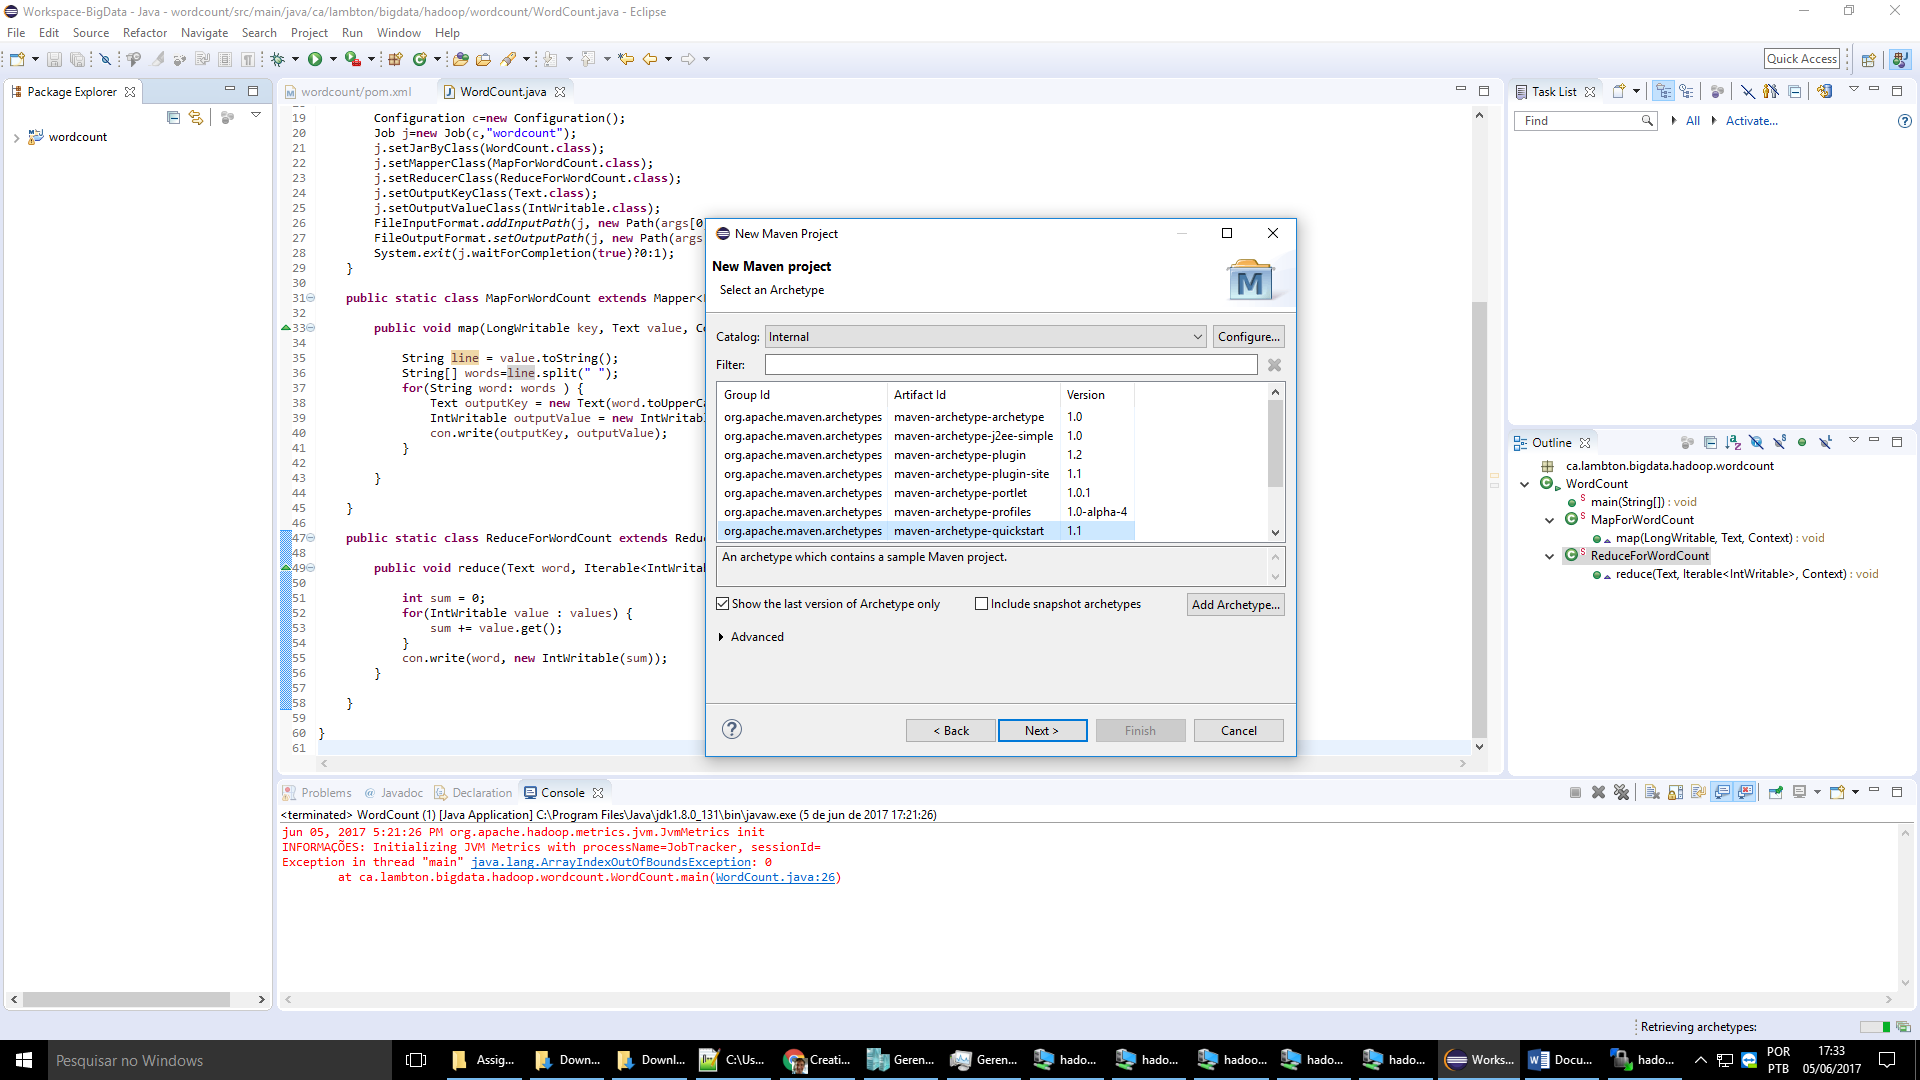 Workspace-BigData - Java - wordcount/src/main/java/ca/lambton/bigdata/hadoop/wordcount/WordCount.java - Eclipse
File Edit Source Refactor Navigate Search Project Run Window Help
Quick Access
Package Explorer
wordcount
wordcount/pom.xml
WordCount.java
19 Configuration c=new Configuration();
20 Job j=new Job(c,"wordcount");
21 j.setJarByClass(WordCount.class);
22 j.setMapperClass(MapForWordCount.class);
23 j.setReducerClass(ReduceForWordCount.class);
24 j.setOutputKeyClass(Text.class);
25 j.setOutputValueClass(IntWritable.class);
26 FileInputFormat.addInputPath(j, new Path(args[0
27 FileOutputFormat.setOutputPath(j, new Path(args
28 System.exit(j.waitForCompletion(true)?0:1);
29 }
30
31 public static class MapForWordCount extends Mapper<
32
33 public void map(LongWritable key, Text value, Co
34
35 String line = value.toString();
36 String[] words=line.split(" ");
37 for(String word: words ) {
38 Text outputKey = new Text(word.toUpperCa
39 IntWritable outputValue = new IntWritabl
40 con.write(outputKey, outputValue);
41 }
42
43 }
44
45 }
46
47 public static class ReduceForWordCount extends Reduc
48
49 public void reduce(Text word, Iterable<IntWritab
50
51 int sum = 0;
52 for(IntWritable value : values) {
53 sum += value.get();
54 }
55 con.write(word, new IntWritable(sum));
56 }
57
58 }
59
60 }
61
New Maven Project
New Maven project
Select an Archetype
Catalog: Internal Configure...
Filter:
Group Id Artifact Id Version
org.apache.maven.archetypes maven-archetype-archetype 1.0
org.apache.maven.archetypes maven-archetype-j2ee-simple 1.0
org.apache.maven.archetypes maven-archetype-plugin 1.2
org.apache.maven.archetypes maven-archetype-plugin-site 1.1
org.apache.maven.archetypes maven-archetype-portlet 1.0.1
org.apache.maven.archetypes maven-archetype-profiles 1.0-alpha-4
org.apache.maven.archetypes maven-archetype-quickstart 1.1
An archetype which contains a sample Maven project.
Show the last version of Archetype only Include snapshot archetypes Add Archetype...
Advanced
< Back Next > Finish Cancel
Task List
Find All Activate...
Outline
ca.lambton.bigdata.hadoop.wordcount
WordCount
main(String[]) : void
MapForWordCount
map(LongWritable, Text, Context) : void
ReduceForWordCount
reduce(Text, Iterable<IntWritable>, Context) : void
Problems @ Javadoc Declaration Console
<terminated> WordCount (1) [Java Application] C:\Program Files\Java\jdk1.8.0_131\bin\javaw.exe (5 de jun de 2017 17:21:26)
jun 05, 2017 5:21:26 PM org.apache.hadoop.metrics.jvm.JvmMetrics init
INFORMAÇÕES: Initializing JVM Metrics with processName=JobTracker, sessionId=
Exception in thread "main" java.lang.ArrayIndexOutOfBoundsException: 0
at ca.lambton.bigdata.hadoop.wordcount.WordCount.main(WordCount.java:26)
Retrieving archetypes:
Pesquisar no Windows
Assig... Down... Downl... C:\Us... Creati... Geren... Geren... hado... hado... hadoo... hado... hado... Works... Docu... hado...
POR
PTB
17:33
05/06/2017